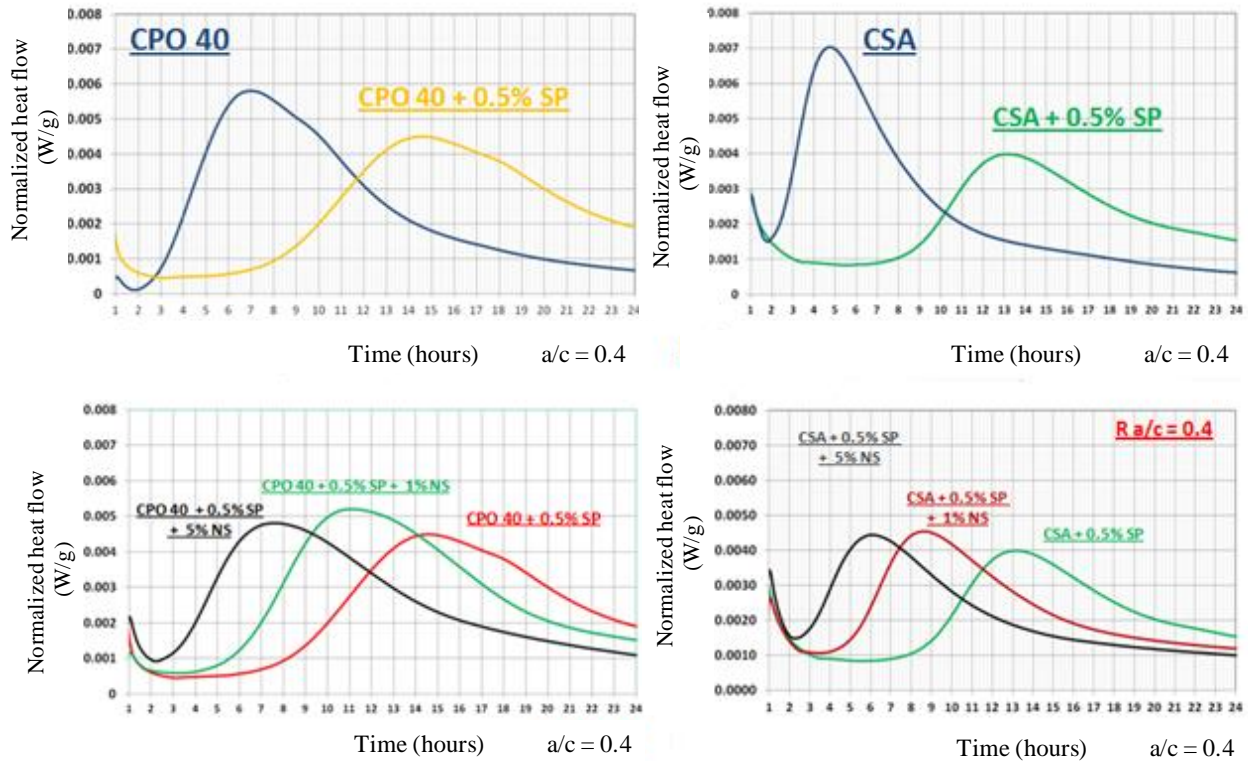 0.008
0.007
0.006
0.005
0.004
0.003
0.002
0.001
0
Normalized heat flow
(W/g)
CPO 40
CPO 40 + 0.5% SP
1 2 3 4 5 6 7 8 9 10 11 12 13 14 15 16 17 18 19 20 21 22 23 24
Time (hours) a/c = 0.4
0.008
0.007
0.006
0.005
0.004
0.003
0.002
0.001
0
Normalized heat flow
(W/g)
CSA
CSA + 0.5% SP
1 2 3 4 5 6 7 8 9 10 11 12 13 14 15 16 17 18 19 20 21 22 23 24
Time (hours) a/c = 0.4
0.008
0.007
0.006
0.005
0.004
0.003
0.002
0.001
0
Normalized heat flow
(W/g)
CPO 40 + 0.5% SP + 1% NS
CPO 40 + 0.5% SP
+ 5% NS
CPO 40 + 0.5% SP
1 2 3 4 5 6 7 8 9 10 11 12 13 14 15 16 17 18 19 20 21 22 23 24
Time (hours) a/c = 0.4
0.0080
0.0070
0.0060
0.0050
0.0040
0.0030
0.0020
0.0010
0.0000
Normalized heat flow
(W/g)
R a/c = 0.4
CSA + 0.5% SP
+ 5% NS
CSA + 0.5% SP
+ 1% NS
CSA + 0.5% SP
1 2 3 4 5 6 7 8 9 10 11 12 13 14 15 16 17 18 19 20 21 22 23 24
Time (hours) a/c = 0.4